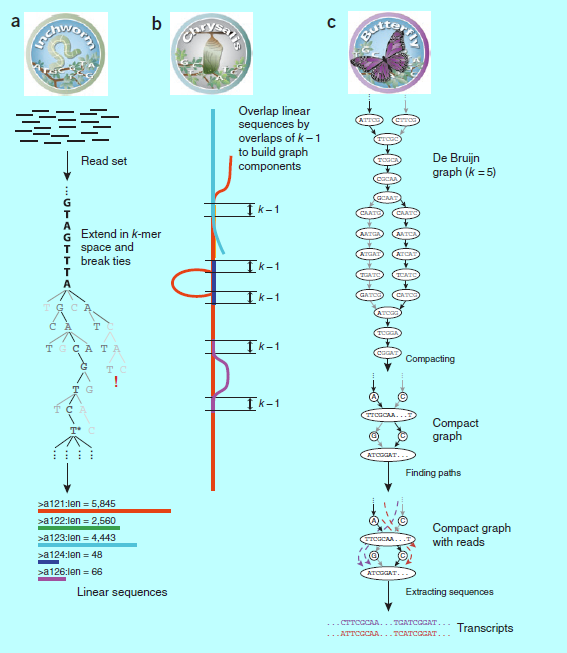 a
Inchworm
b
Chrysalis
c
Butterfly
Read set
G
T
A
G
T
T
T
A
Extend in k-mer
space and
break ties
T G C A
C A T C
T G C A T A
G T C
!
T G
T C A
T* C
>a121:len = 5,845
>a122:len = 2,560
>a123:len = 4,443
>a124:len = 48
>a126:len = 66
Linear sequences
Overlap linear
sequences by
overlaps of k – 1
to build graph
components
k – 1
k – 1
k – 1
k – 1
k – 1
ATTCG CTTCG
TTCGC
TCGCA
CGCAA
GCAAT
CAATG CAATC
AATGA AATCA
ATGAT ATCAT
TGATC TCATC
GATCG CATCG
ATCGG
TCGGA
CGGAT
De Bruijn
graph (k = 5)
Compacting
A C
TTCGCAA...T
G C
ATCGGAT...
Compact
graph
Finding paths
A C
TTCGCAA...T
G C
ATCGGAT...
Compact graph
with reads
Extracting sequences
...CTTCGCAA...TGATCGGAT...
...ATTCGCAA...TCATCGGAT...
Transcripts